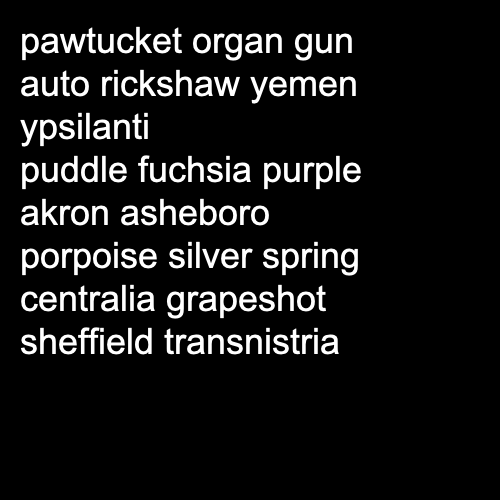 pawtucket organ gun
auto rickshaw yemen
ypsilanti
puddle fuchsia purple
akron asheboro
porpoise silver spring
centralia grapeshot
sheffield transnistria